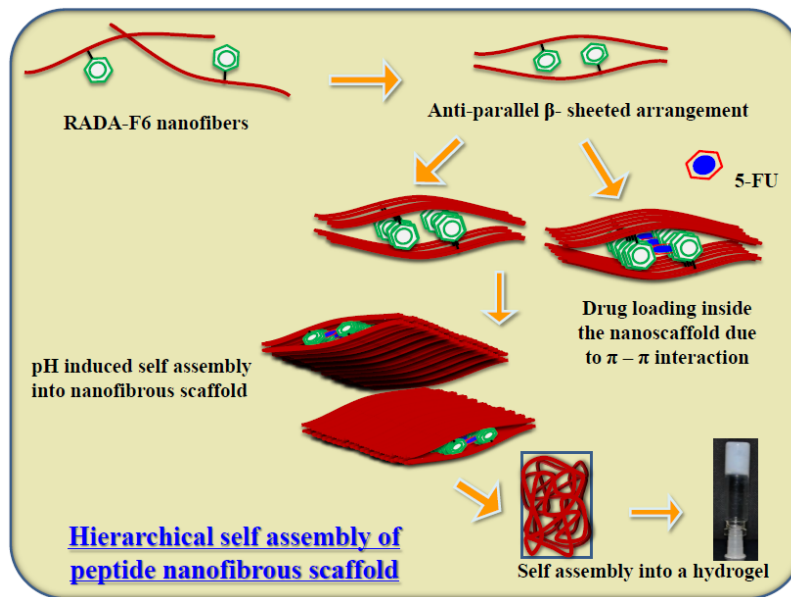 RADA-F6 nanofibers
Anti-parallel β- sheeted arrangement
5-FU
Drug loading inside
the nanoscaffold due
to π – π interaction
pH induced self assembly
into nanofibrous scaffold
Hierarchical self assembly of
peptide nanofibrous scaffold
Self assembly into a hydrogel